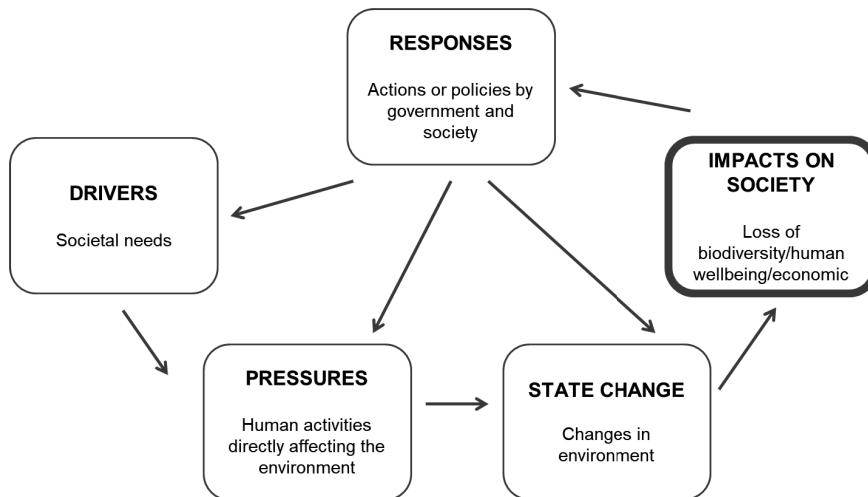 RESPONSES
Actions or policies by
government and
society
DRIVERS
Societal needs
IMPACTS ON
SOCIETY
Loss of
biodiversity/human
wellbeing/economic
PRESSURES
Human activities
directly affecting the
environment
STATE CHANGE
Changes in
environment